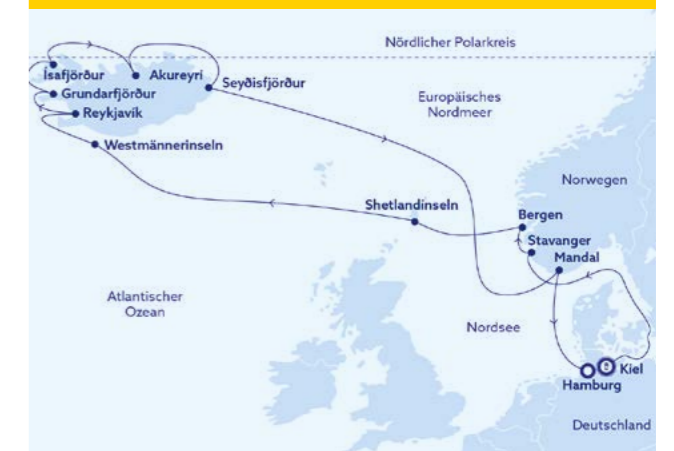 Nördlicher Polarkreis
Ísafjörður
Akureyri
Seyðisfjörður
Grundarfjörður
Europäisches
Nordmeer
Reykjavik
Westmännerinseln
Norwegen
Shetlandinseln
Bergen
Stavanger
Mandal
Atlantischer
Ozean
Nordsee
Kiel
Hamburg
Deutschland